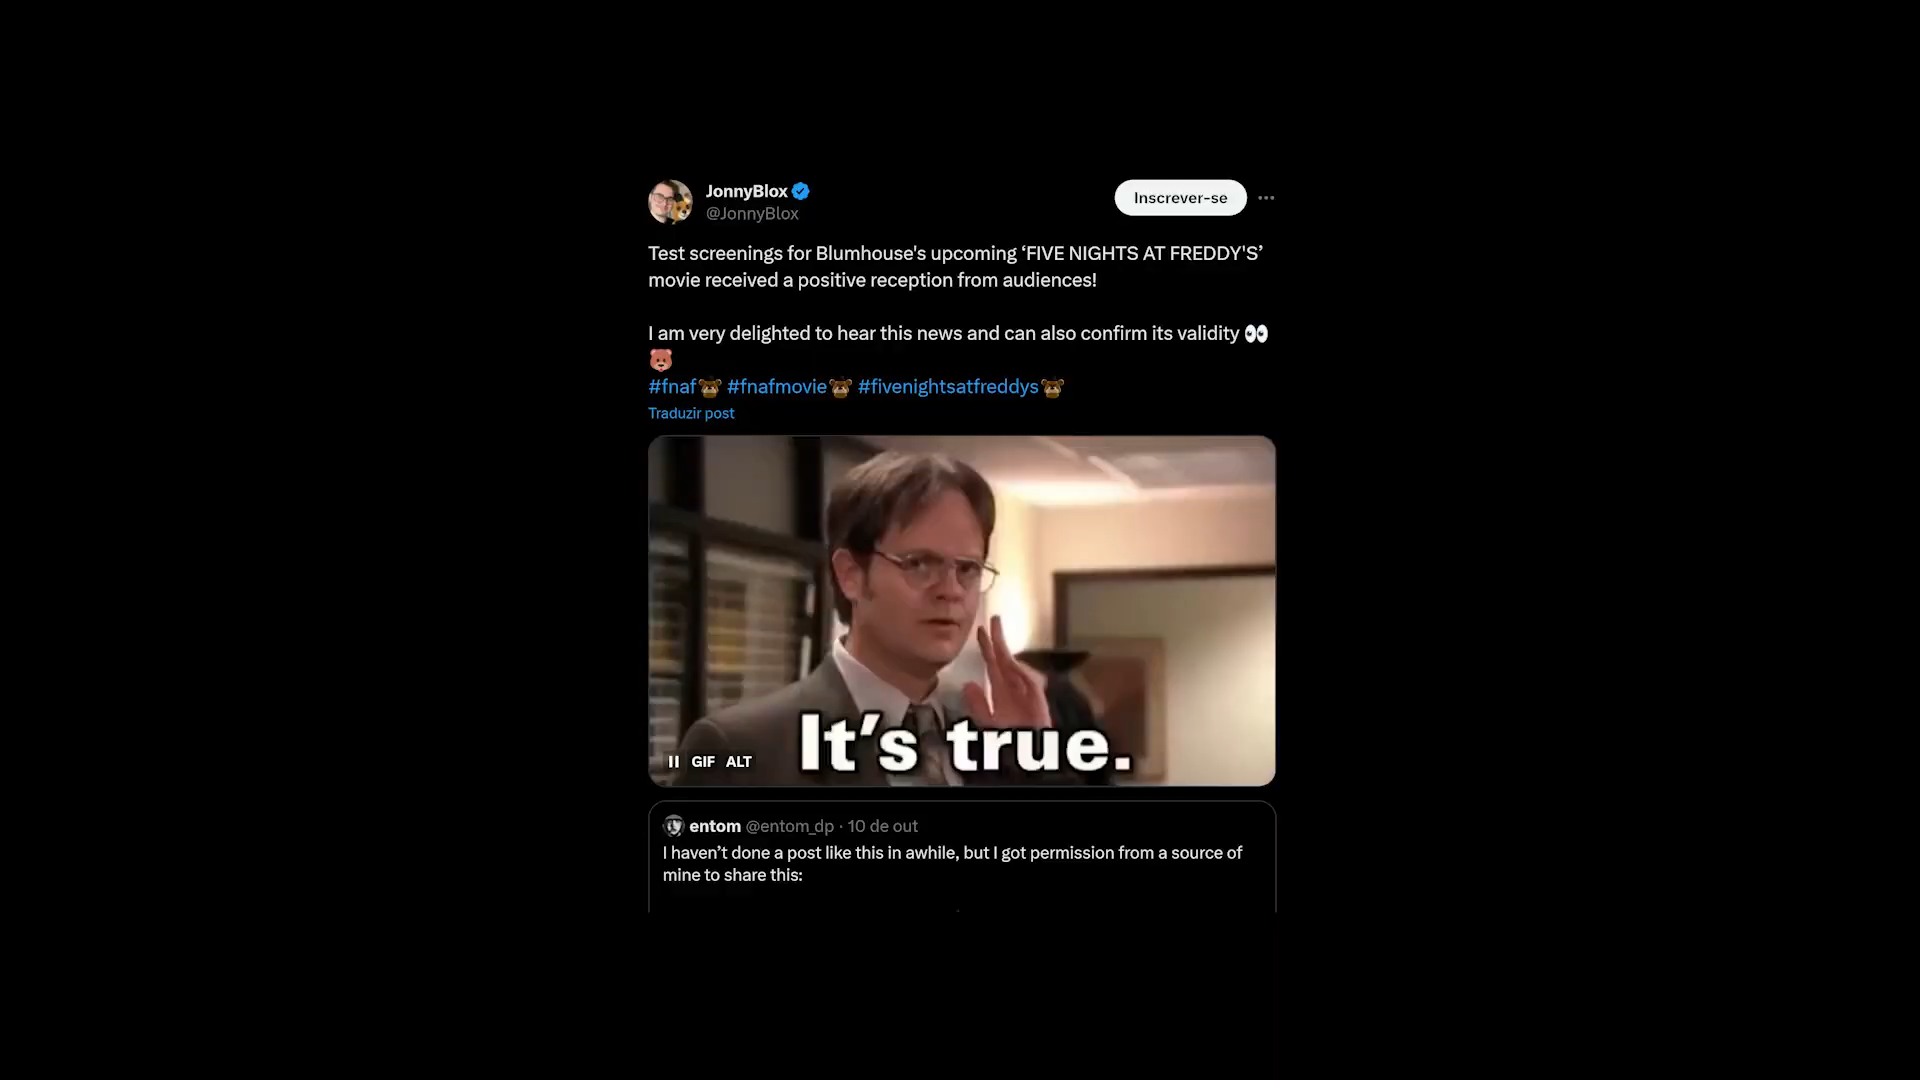 JonnyBlox
@JonnyBlox
Inscrever-se
Test screenings for Blumhouse's upcoming ‘FIVE NIGHTS AT FREDDY'S’
movie received a positive reception from audiences!
I am very delighted to hear this news and can also confirm its validity 👀
🐻
#fnaf #fnafmovie #fivenightsatfreddys
Traduzir post
It's true.
GIF ALT
entom @entom_dp · 10 de out
I haven’t done a post like this in awhile, but I got permission from a source of
mine to share this: